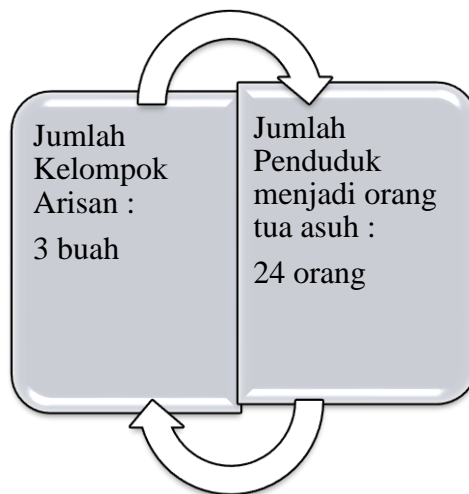 Jumlah
Kelompok
Arisan :
3 buah
Jumlah
Penduduk
menjadi orang
tua asuh :
24 orang